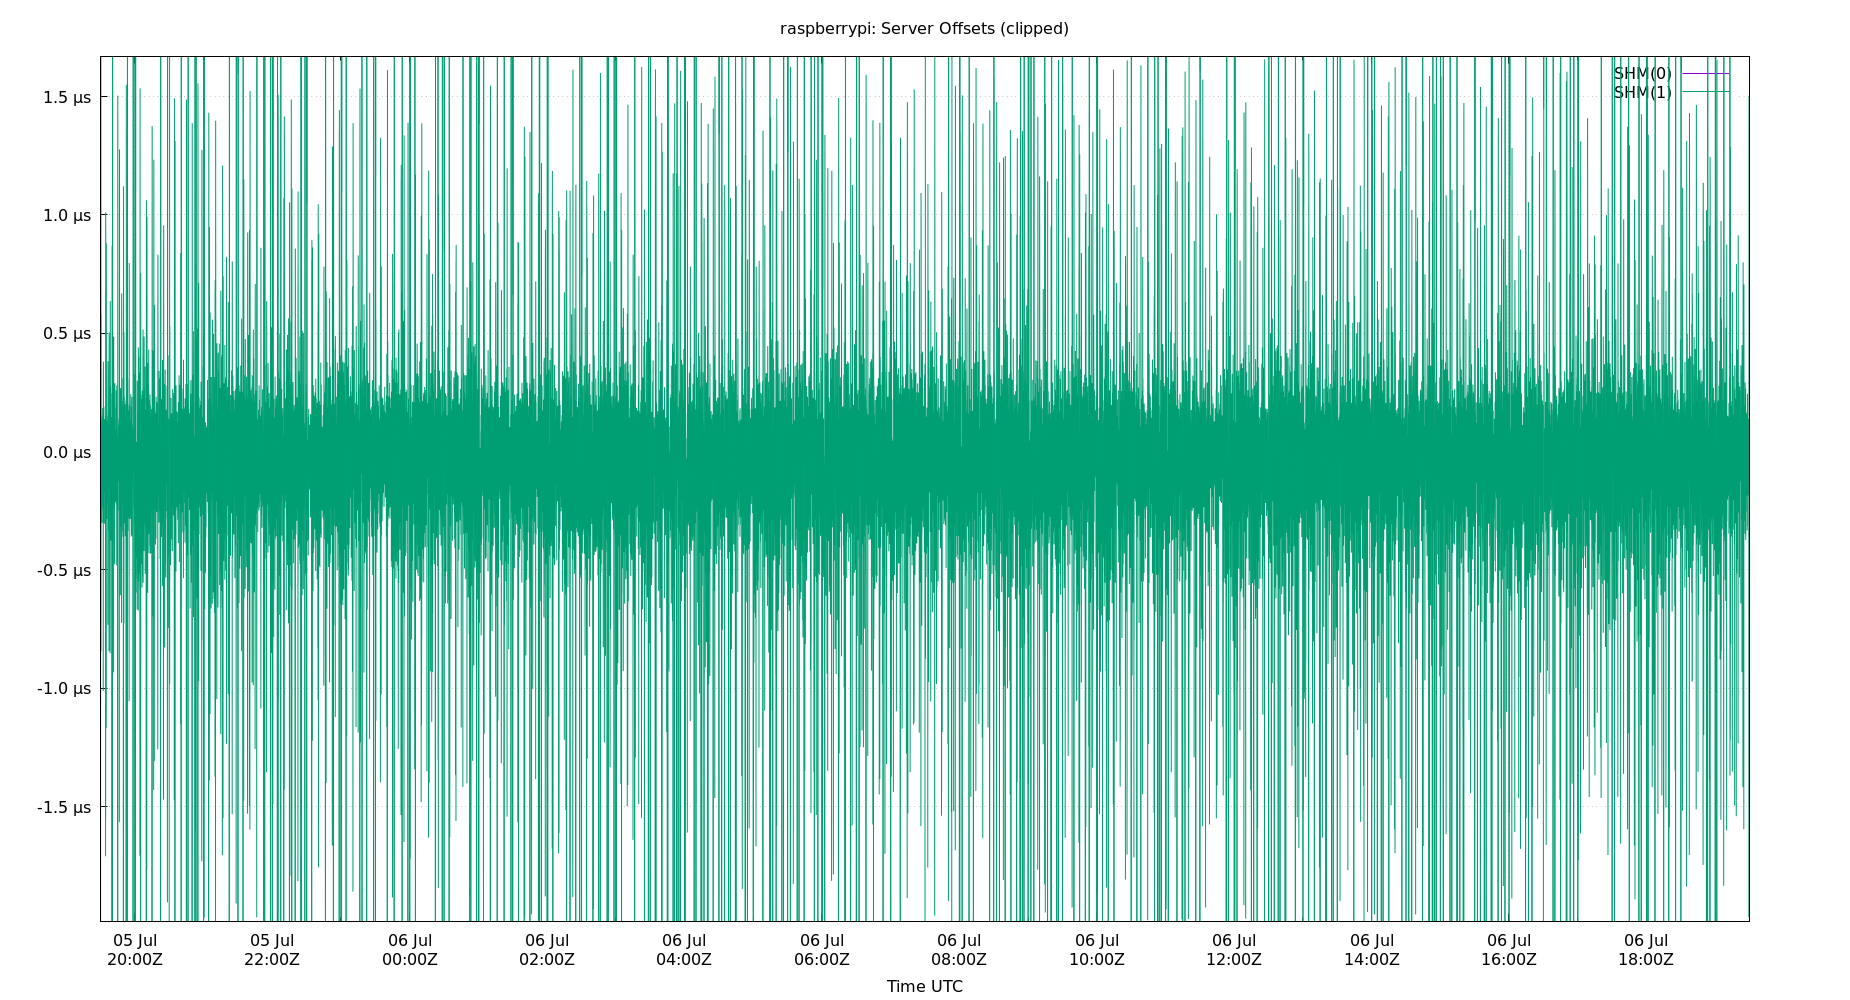 raspberrypi: Server Offsets (clipped)
SHM(0)
SHM(1)
1.5 µs
1.0 µs
0.5 µs
0.0 µs
-0.5 µs
-1.0 µs
-1.5 µs
05 Jul 05 Jul 06 Jul 06 Jul 06 Jul 06 Jul 06 Jul 06 Jul 06 Jul 06 Jul 06 Jul 06 Jul
20:00Z 22:00Z 00:00Z 02:00Z 04:00Z 06:00Z 08:00Z 10:00Z 12:00Z 14:00Z 16:00Z 18:00Z
Time UTC